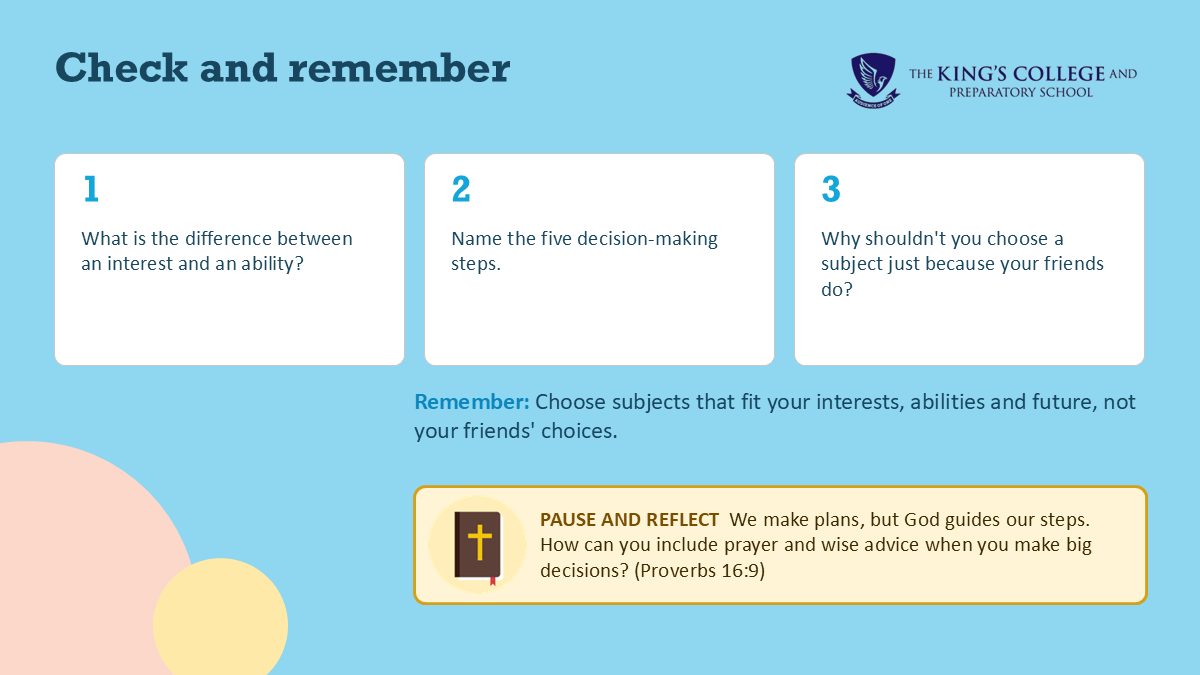 Check and remember
THE KING'S COLLEGE AND
PREPARATORY SCHOOL
AUDIENCE OF ONE
1
What is the difference between
an interest and an ability?
2
Name the five decision-making
steps.
3
Why shouldn't you choose a
subject just because your friends
do?
Remember: Choose subjects that fit your interests, abilities and future, not
your friends' choices.
PAUSE AND REFLECT We make plans, but God guides our steps.
How can you include prayer and wise advice when you make big
decisions? (Proverbs 16:9)